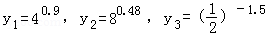 y₁=4^0.9, y₂=8^0.48, y₃=(1/2)^-1.5